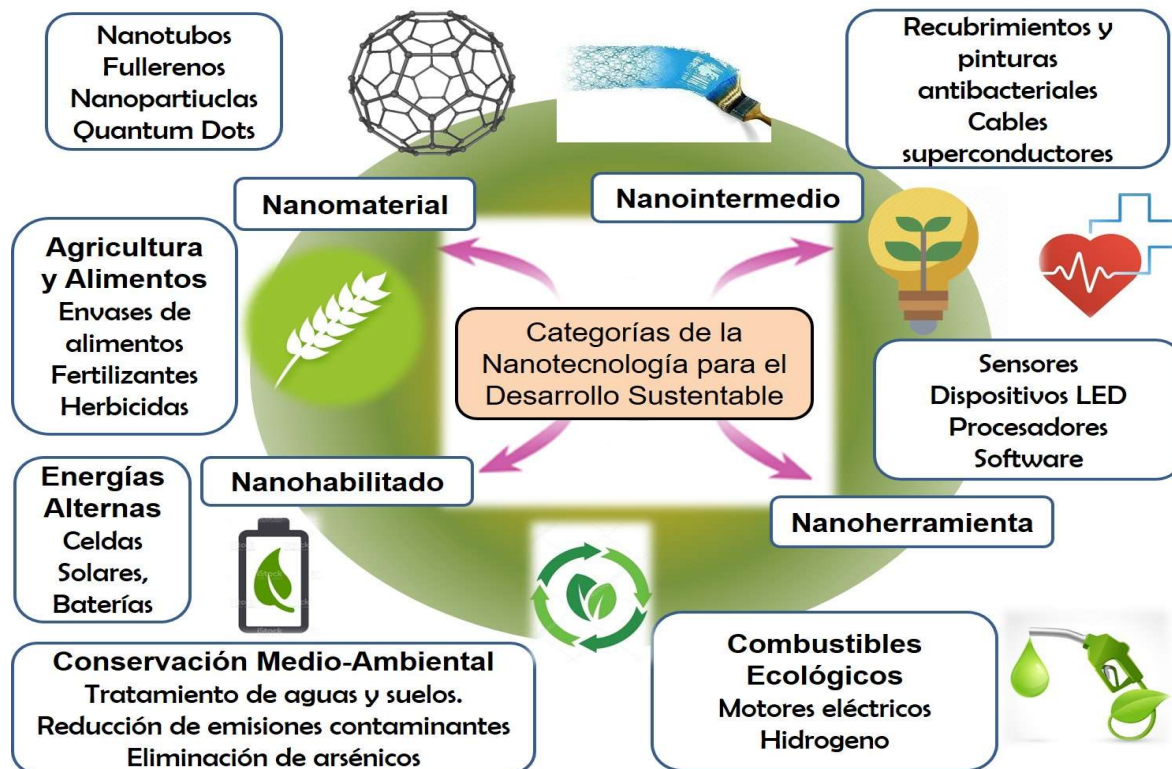 Nanotubos
Fullerenos
Nanopartiuclas
Quantum Dots
Recubrimientos y
pinturas
antibacteriales
Cables
superconductores
Nanomaterial
Nanointermedio
Agricultura
y Alimentos
Envases de
alimentos
Fertilizantes
Herbicidas
Categorías de la
Nanotecnología para el
Desarrollo Sustentable
Sensores
Dispositivos LED
Procesadores
Software
Energías
Alternas
Celdas
Solares,
Baterías
Nanohabilitado
Nanoherramienta
iStock
Conservación Medio-Ambiental
Tratamiento de aguas y suelos.
Reducción de emisiones contaminantes
Eliminación de arsénicos
Combustibles
Ecológicos
Motores eléctricos
Hidrogeno